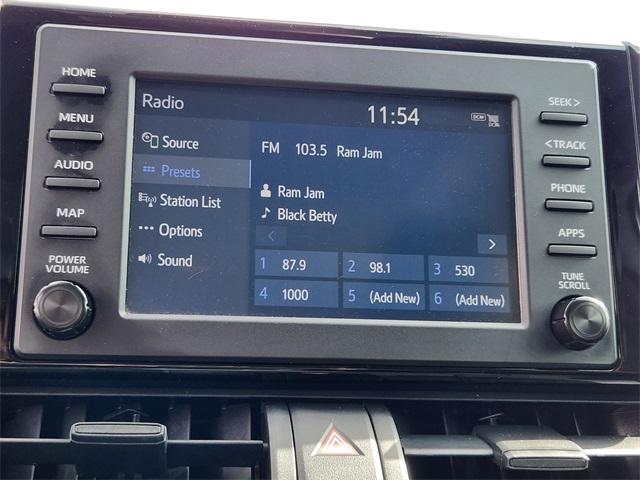 HOME
MENU
AUDIO
MAP
POWER
VOLUME
Radio
11:54
DCM
Source
Presets
Station List
Options
Sound
FM 103.5 Ram Jam
Ram Jam
Black Betty
<
>
1 87.9 2 98.1 3 530
4 1000 5 (Add New) 6 (Add New)
SEEK >
< TRACK
PHONE
APPS
TUNE
SCROLL